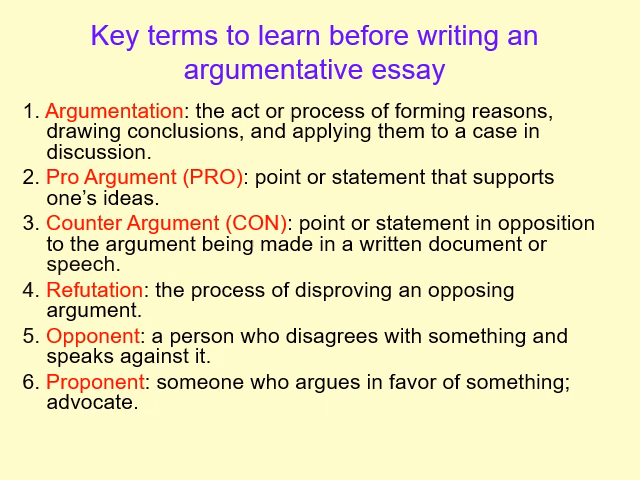 Key terms to learn before writing an
argumentative essay
1. Argumentation: the act or process of forming reasons,
drawing conclusions, and applying them to a case in
discussion.
2. Pro Argument (PRO): point or statement that supports
one’s ideas.
3. Counter Argument (CON): point or statement in opposition
to the argument being made in a written document or
speech.
4. Refutation: the process of disproving an opposing
argument.
5. Opponent: a person who disagrees with something and
speaks against it.
6. Proponent: someone who argues in favor of something;
advocate.